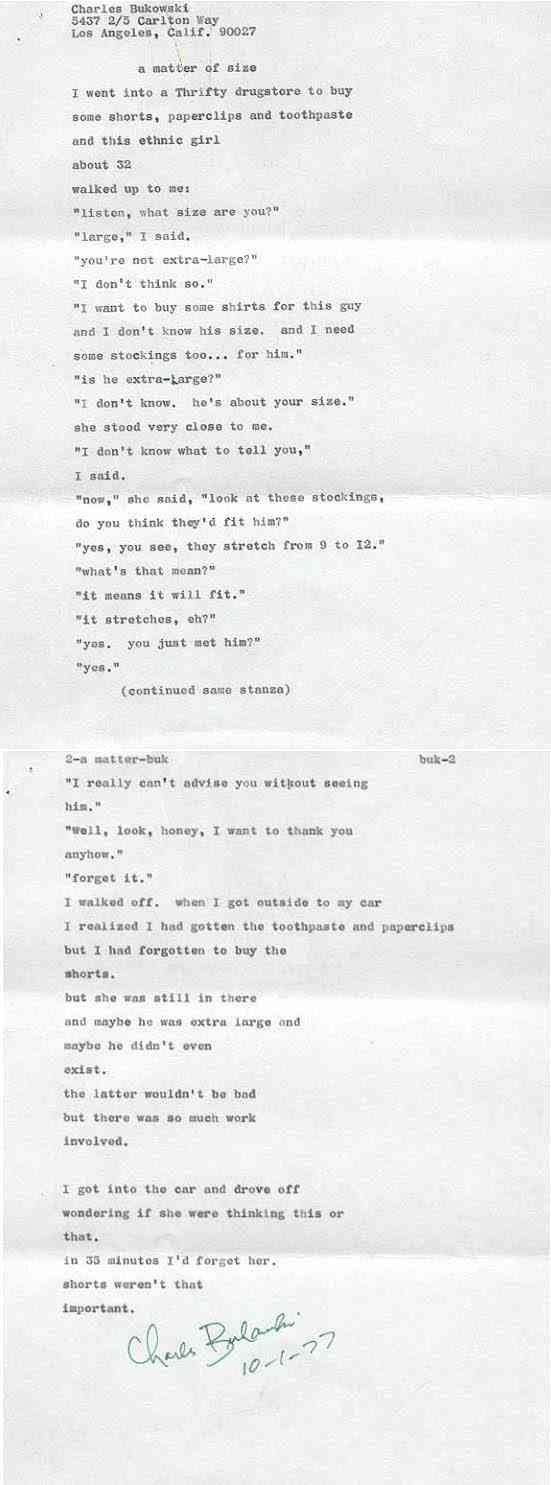 Charles Bukowski
5437 2/5 Carlton Way
Los Angeles, Calif. 90027
a matter of size
I went into a Thrifty drugstore to buy
some shorts, paperclips and toothpaste
and this ethnic girl
about 32
walked up to me:
"listen, what size are you?"
"large," I said.
"you're not extra-large?"
"I don't think so."
"I want to buy some shirts for this guy
and I don't know his size.  and I need
some stockings too... for him."
"is he extra-large?"
"I don't know.  he's about your size."
she stood very close to me.
"I don't know what to tell you,"
I said.
"now," she said, "look at these stockings,
do you think they'd fit him?"
"yes, you see, they stretch from 9 to I2."
"what's that mean?"
"it means it will fit."
"it stretches, eh?"
"yes.  you just met him?"
"yes."
(continued same stanza)
2-a matter-buk buk-2
"I really can't advise you without seeing
him."
"Well, look, honey, I want to thank you
anyhow."
"forget it."
I walked off.  when I got outside to my car
I realized I had gotten the toothpaste and paperclips
but I had forgotten to buy the
shorts.
but she was still in there
and maybe he was extra large and
maybe he didn't even
exist.
the latter wouldn't be bad
but there was so much work
involved.

I got into the car and drove off
wondering if she were thinking this or
that.
in 35 minutes I'd forget her.
shorts weren't that
important.
Charles Bukowski
10-1-77